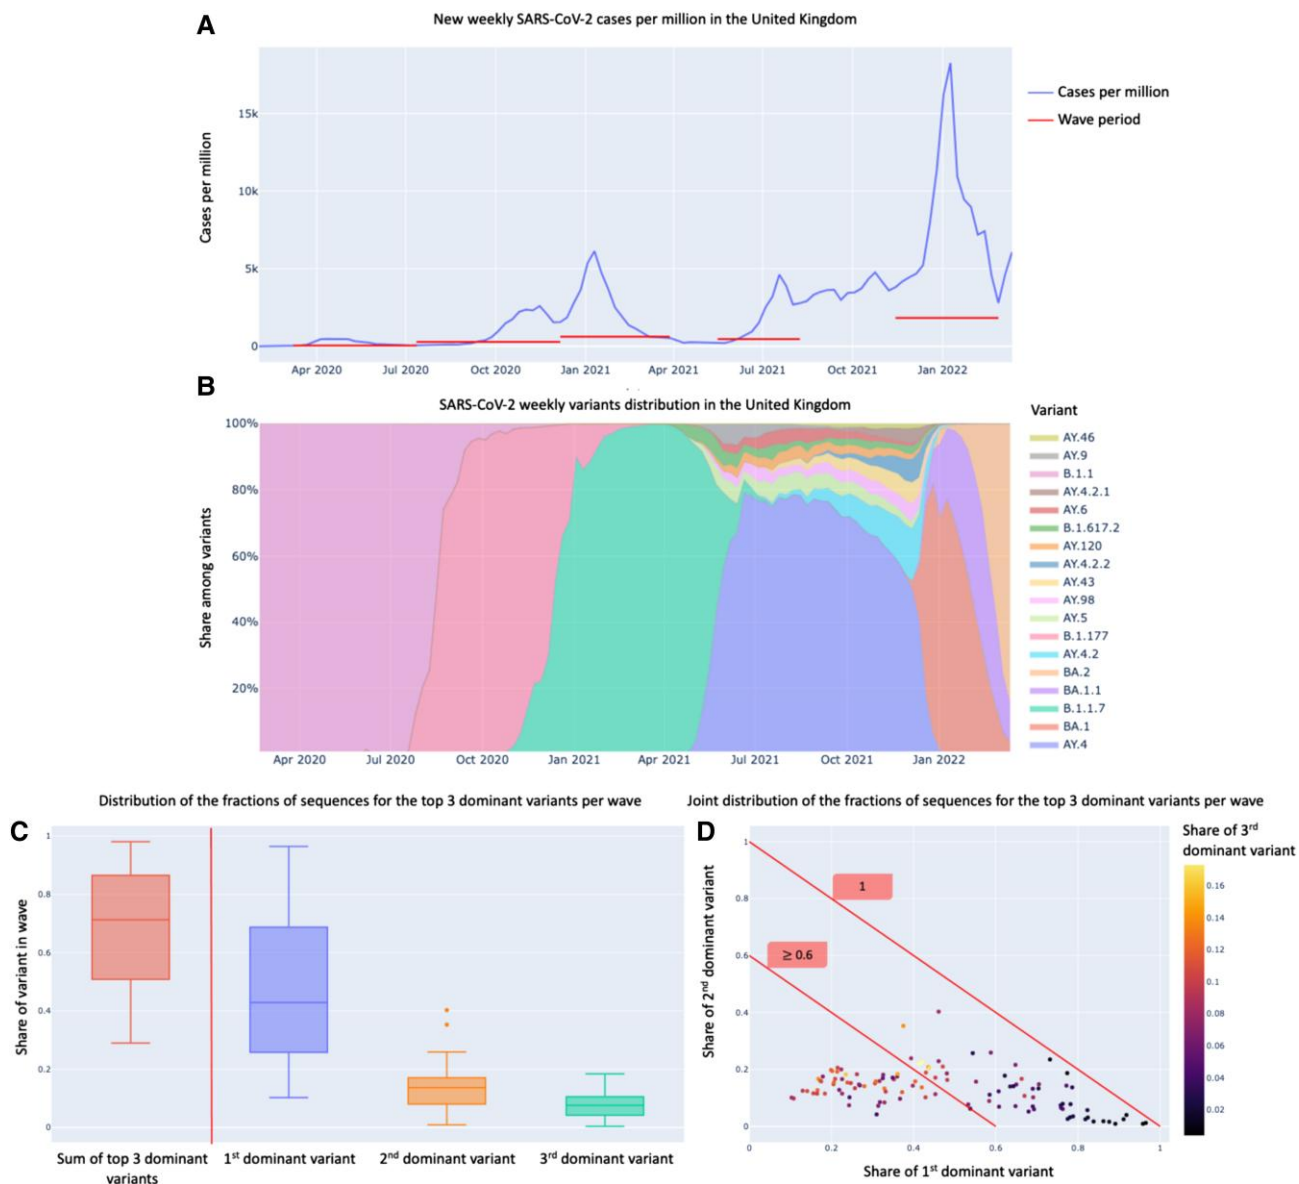 A
New weekly SARS-CoV-2 cases per million in the United Kingdom
Cases per million
15k
10k
5k
0
Apr 2020 Jul 2020 Oct 2020 Jan 2021 Apr 2021 Jul 2021 Oct 2021 Jan 2022
Cases per million
Wave period
B
SARS-CoV-2 weekly variants distribution in the United Kingdom
Share among variants
100%
80%
60%
40%
20%
Apr 2020 Jul 2020 Oct 2020 Jan 2021 Apr 2021 Jul 2021 Oct 2021 Jan 2022
Variant
AY.46
AY.9
B.1.1
AY.4.2.1
AY.6
B.1.617.2
AY.120
AY.4.2.2
AY.43
AY.98
AY.5
B.1.177
AY.4.2
BA.2
BA.1.1
B.1.1.7
BA.1
AY.4
C
Distribution of the fractions of sequences for the top 3 dominant variants per wave
Share of variant in wave
1
0.8
0.6
0.4
0.2
0
Sum of top 3 dominant
variants
1st dominant variant
2nd dominant variant
3rd dominant variant
D
Joint distribution of the fractions of sequences for the top 3 dominant variants per wave
Share of 2nd dominant variant
1
0.8
0.6
0.4
0.2
0
1
≥ 0.6
0 0.2 0.4 0.6 0.8 1
Share of 1st dominant variant
Share of 3rd
dominant variant
0.16
0.14
0.12
0.1
0.08
0.06
0.04
0.02